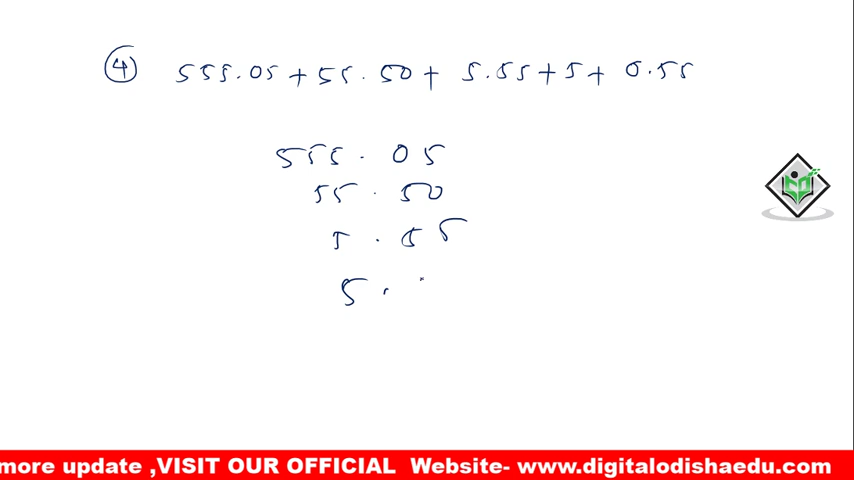 4 555.05 + 55.50 + 5.55 + 5 + 0.55
555.05
55.50
5.55
5.
more update ,VISIT OUR OFFICIAL Website- www.digitalodishaedu.com